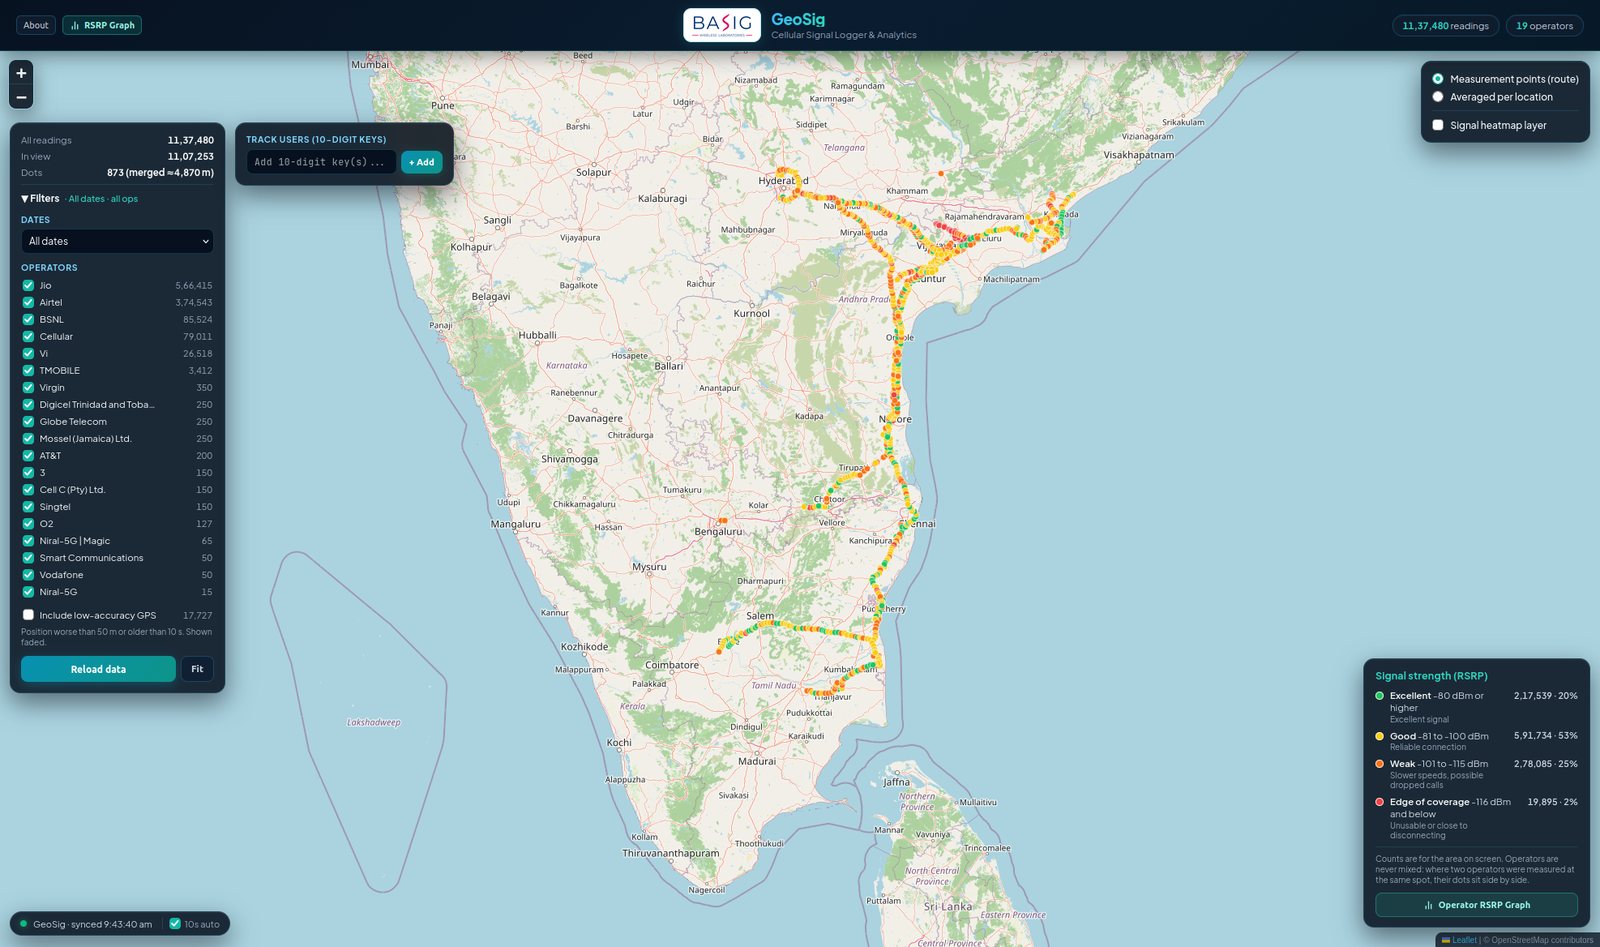 About
RSRP Graph
BASIG
WIRELESS LABORATORIES
GeoSig
Cellular Signal Logger & Analytics
11,37,480 readings
19 operators
+
−
All readings 11,37,480
In view 11,07,253
Dots 873 (merged ≈4,870 m)
▼ Filters · All dates · all ops
DATES
All dates
OPERATORS
Jio 5,66,415
Airtel 3,74,543
BSNL 85,524
Cellular 79,011
Vi 26,518
TMOBILE 3,412
Virgin 350
Digicel Trinidad and Toba... 250
Globe Telecom 250
Mossel (Jamaica) Ltd. 250
AT&T 200
3 150
Cell C (Pty) Ltd. 150
Singtel 150
O2 127
Niral-5G | Magic 65
Smart Communications 50
Vodafone 50
Niral-5G 15
Include low-accuracy GPS 17,727
Position worse than 50 m or older than 10 s. Shown
faded.
Reload data
Fit
TRACK USERS (10-DIGIT KEYS)
Add 10-digit key(s)...
+ Add
Measurement points (route)
Averaged per location
Signal heatmap layer
Mumbai
Beed
Nizamabad
Ramagundam
Pune
Udgir
Karimnagar
Latur
Barshi
Bidar
Siddipet
Srikakulam
Vizianagaram
Telangana
Visakhapatnam
Solapur
Hyderabad
Kalaburagi
Khammam
Sangli
Rajamahendravaram
Mahbubnagar
Miryalaguda
Vijayapura
Kolhapur
Eluru
Bagalkote
Raichur
Machilipatnam
Belagavi
Andhra Prad
Kurnool
Panaji
Hubballi
Hosapete
Ballari
Karnataka
Anantapur
Ranebennur
Davanagere
Kadapa
Chitradurga
Shivamogga
Tirupa
Tumakuru
Kolar
Udupi
Chikkamagaluru
Mangaluru
Hassan
Bengaluru
Vellore
Kanchipura
Mysuru
Dharmapuri
Kannur
Salem
Kozhikode
Malappuram
Coimbatore
Palakkad
Tamil Nadu
Kerala
Pudukkottai
Dindigul
Karaikudi
Lakshadweep
Kochi
Madurai
Alappuzha
Sivakasi
Kollam
Thoothukudi
Thiruvananthapuram
Nagercoil
Jaffna
Northern
Province
Mullaitivu
Mannar
Vavuniya
Trincomalee
North Central
Province
Puttalam
Sri Lanka
Eastern Province
Central Province
Signal strength (RSRP)
Excellent -80 dBm or
higher
2,17,539 · 20%
Excellent signal
Good -81 to -100 dBm 5,91,734 · 53%
Reliable connection
Weak -101 to -115 dBm 2,78,085 · 25%
Slower speeds, possible
dropped calls
Edge of coverage -116 dBm
and below
19,895 · 2%
Unusable or close to
disconnecting
Counts are for the area on screen. Operators are
never mixed: where two operators were measured at
the same spot, their dots sit side by side.
Operator RSRP Graph
GeoSig · synced 9:43:40 am
10s auto
Leaflet | © OpenStreetMap contributors